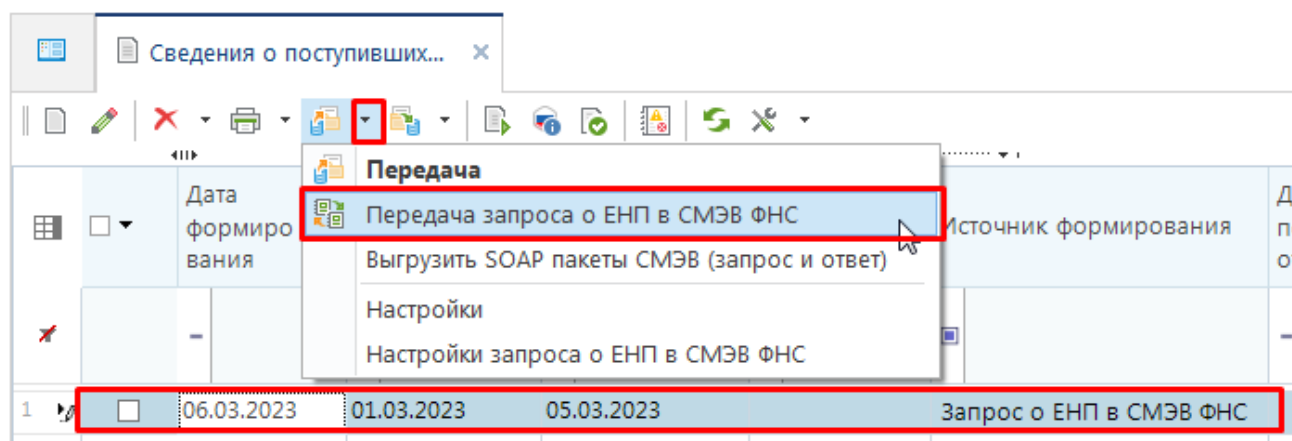 Сведения о поступивших...
Передача
Передача запроса о ЕНП в СМЭВ ФНС
Выгрузить SOAP пакеты СМЭВ (запрос и ответ)
Настройки
Настройки запроса о ЕНП в СМЭВ ФНС
Дата
формиро
вания
Источник формирования
1 06.03.2023 01.03.2023 05.03.2023 Запрос о ЕНП в СМЭВ ФНС